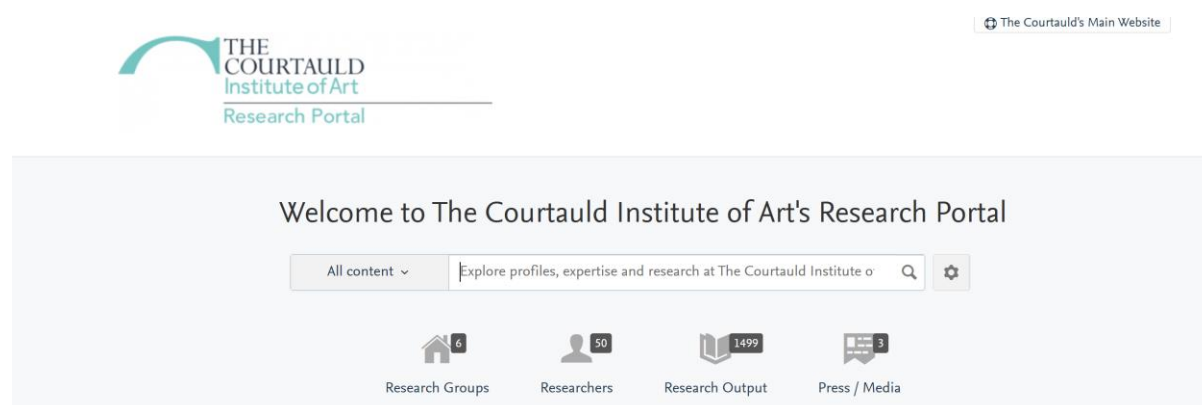 The Courtauld's Main Website
THE
COURTAULD
Institute of Art
Research Portal
Welcome to The Courtauld Institute of Art's Research Portal
All content
Explore profiles, expertise and research at The Courtauld Institute o
6
50
1499
3
Research Groups
Researchers
Research Output
Press / Media